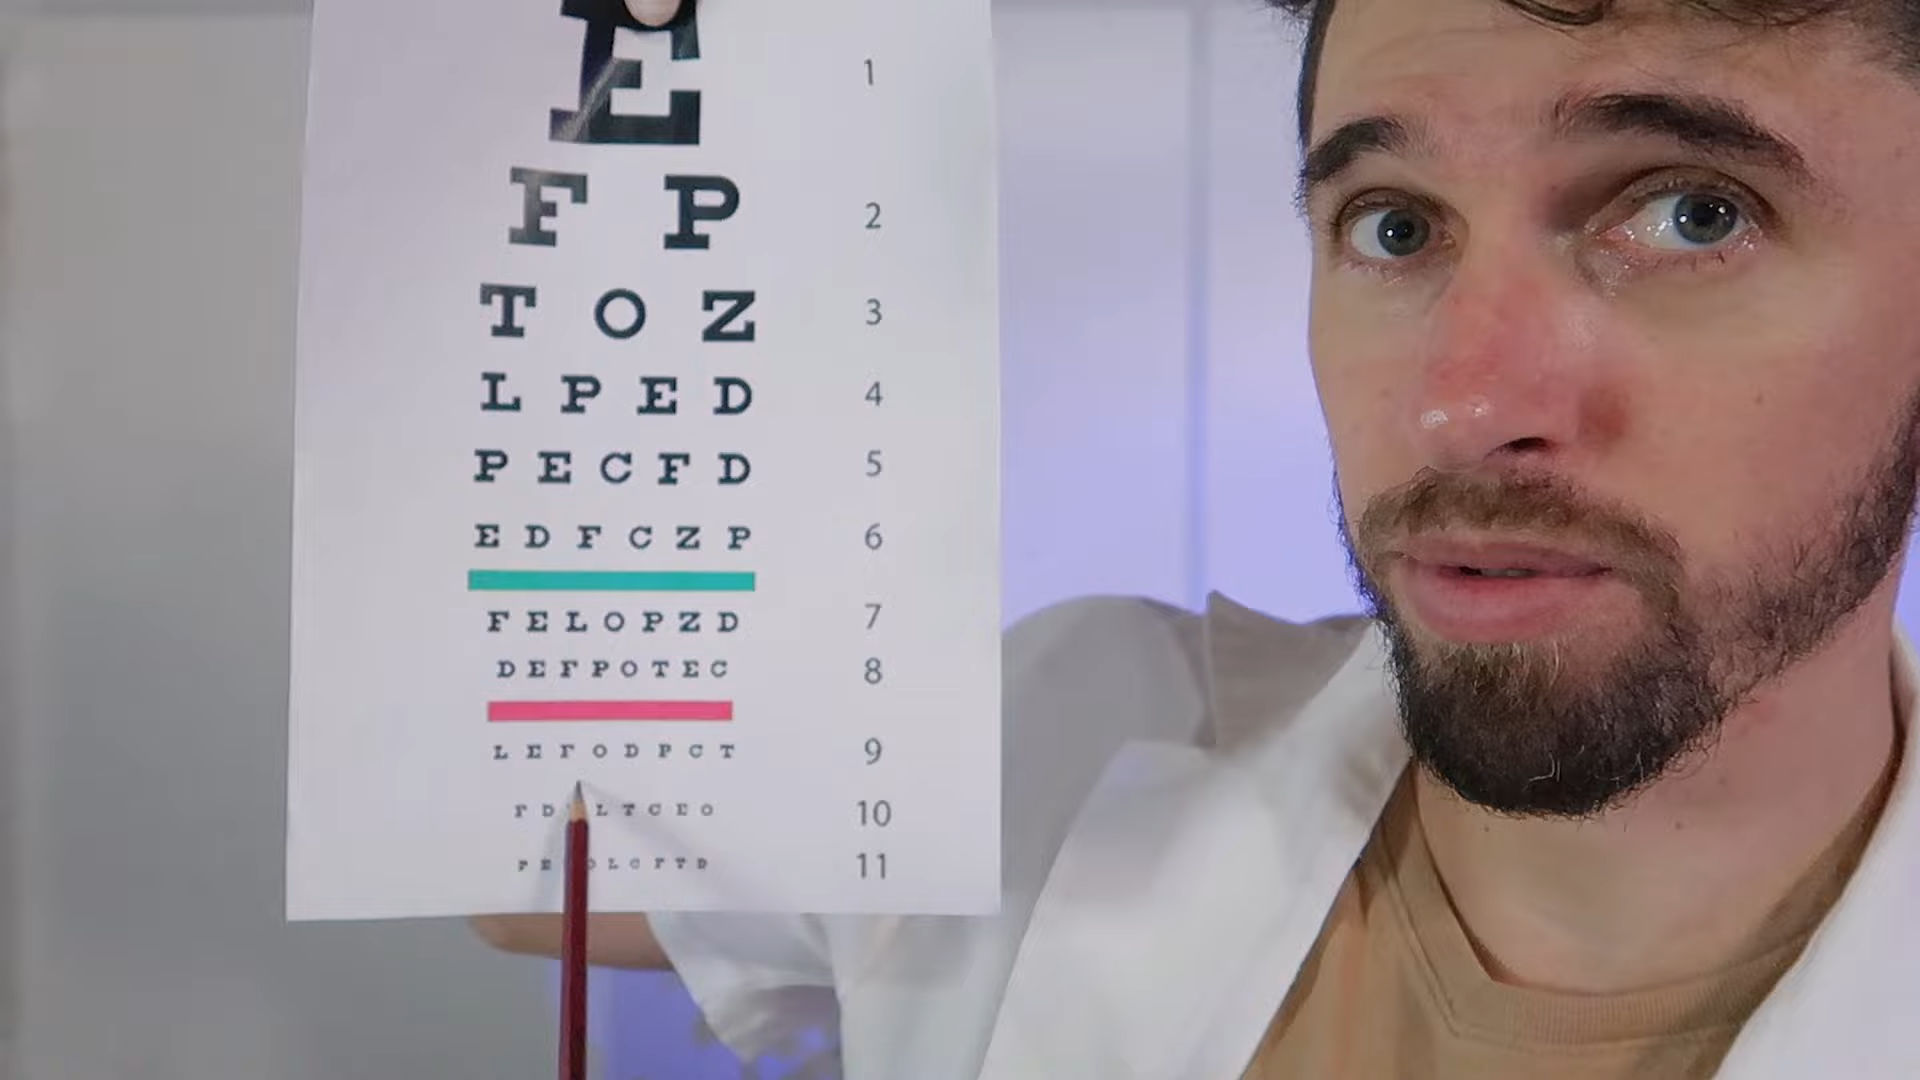 E 1
F P 2
T O Z 3
L P E D 4
P E C F D 5
E D F C Z P 6
F E L O P Z D 7
D E F P O T E C 8
L E F O D P C T 9
F D L T C E O 10
P E O L C F T D 11